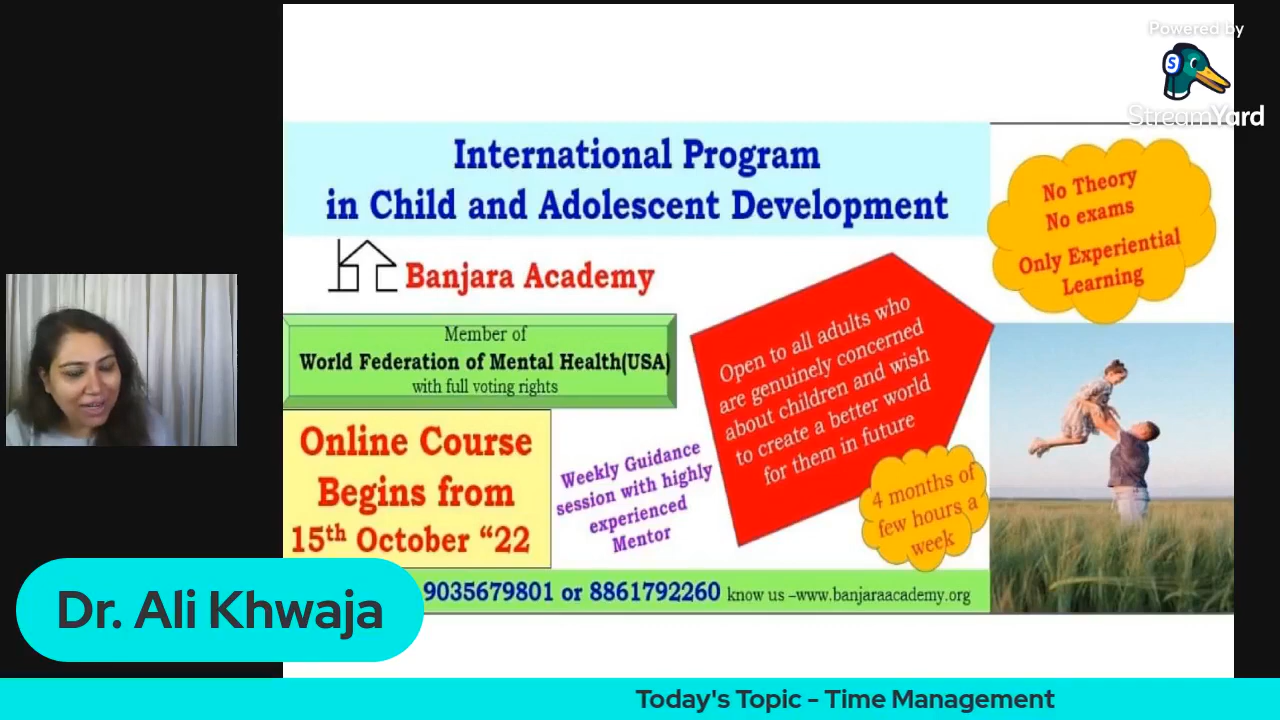 Powered by
StreamYard
International Program
in Child and Adolescent Development
No Theory
No exams
Only Experiential
Learning
Banjara Academy
Member of
World Federation of Mental Health(USA)
with full voting rights
Open to all adults who
are genuinely concerned
about children and wish
to create a better world
for them in future
Online Course
Begins from
15th October “22
Weekly Guidance
session with highly
experienced
Mentor
4 months of
few hours a
week
9035679801 or 8861792260 know us –www.banjaraacademy.org
Dr. Ali Khwaja
Today's Topic - Time Management